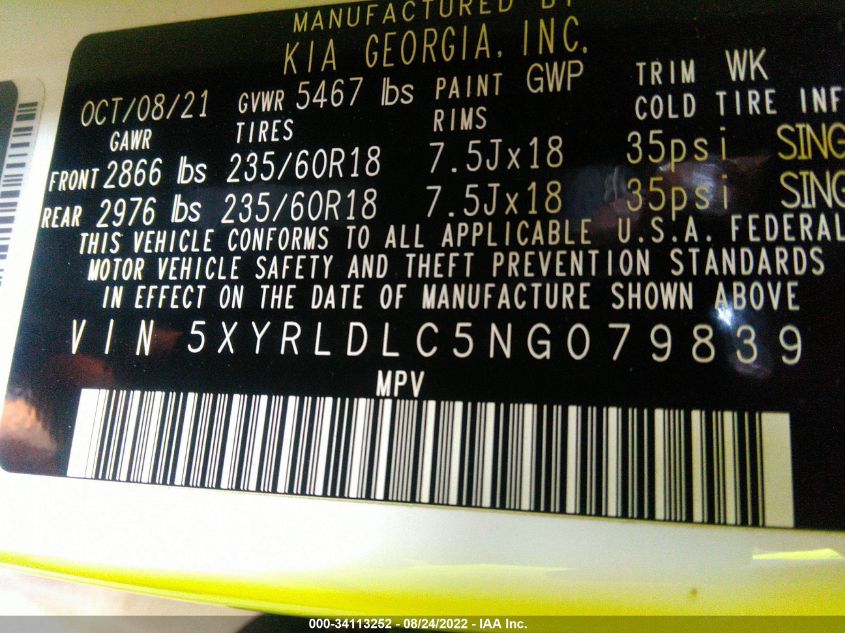 MANUFACTURED BY
KIA GEORGIA, INC.
OCT/08/21 GVWR 5467 lbs PAINT GWP TRIM WK
GAWR TIRES RIMS COLD TIRE INF
FRONT 2866 lbs 235/60R18 7.5Jx18 35psi SING
REAR 2976 lbs 235/60R18 7.5Jx18 35psi SING
THIS VEHICLE CONFORMS TO ALL APPLICABLE U.S.A. FEDERAL
MOTOR VEHICLE SAFETY AND THEFT PREVENTION STANDARDS
IN EFFECT ON THE DATE OF MANUFACTURE SHOWN ABOVE
VIN 5XYRLDLC5NG079839
MPV
000-34113252 - 08/24/2022 - IAA Inc.